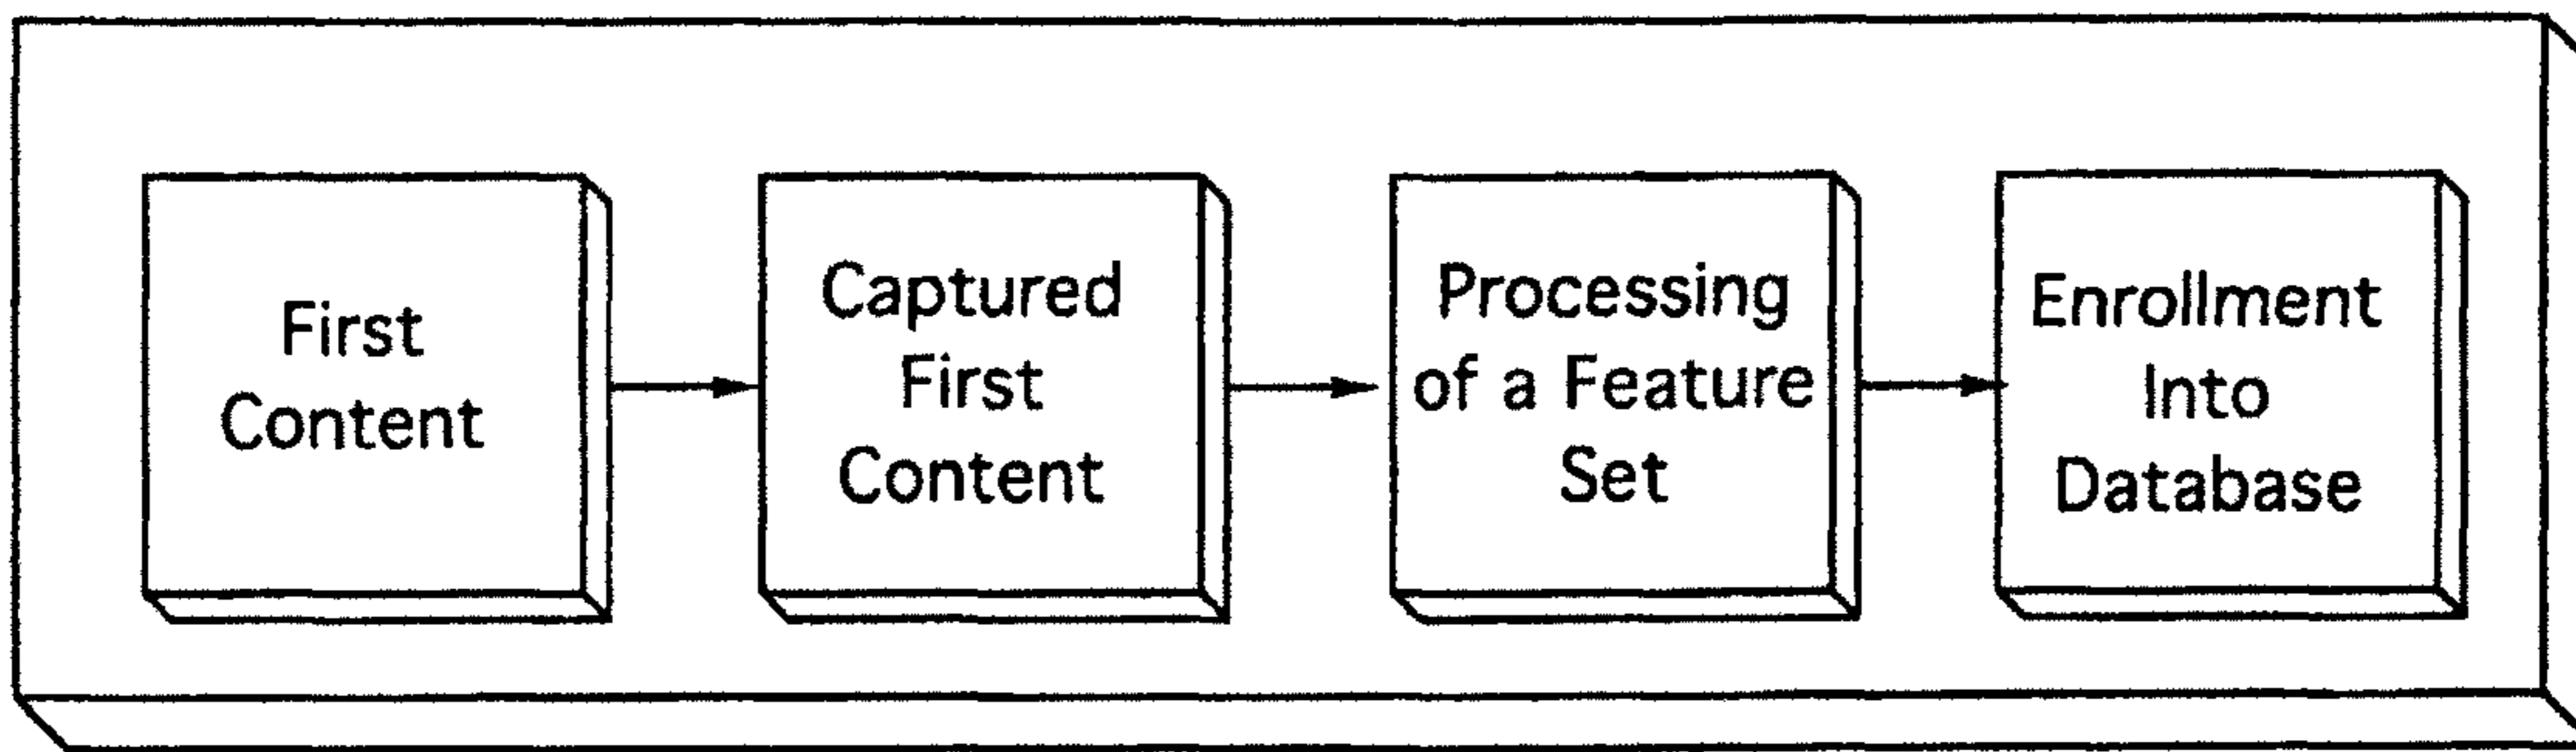 First
Content
Captured
First
Content
Processing
of a Feature
Set
Enrollment
Into
Database